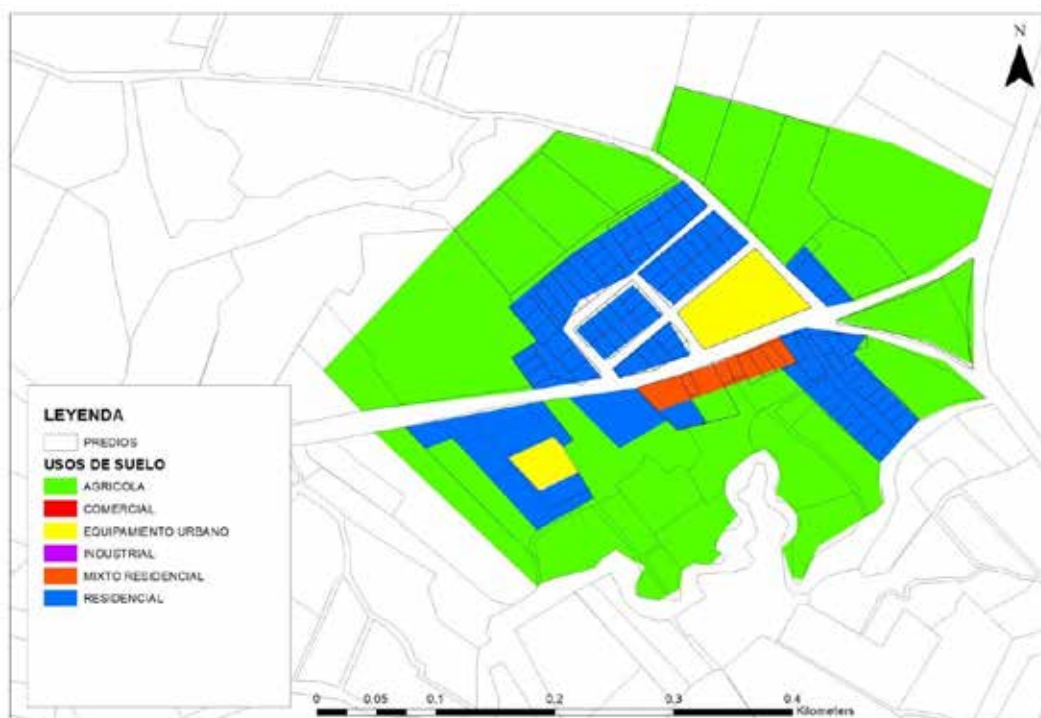 N
LEYENDA
PREDIOS
USOS DE SUELO
AGRICOLA
COMERCIAL
EQUIPAMIENTO URBANO
INDUSTRIAL
MIXTO RESIDENCIAL
RESIDENCIAL
0 0.05 0.1 0.2 0.3 0.4
Kilometers